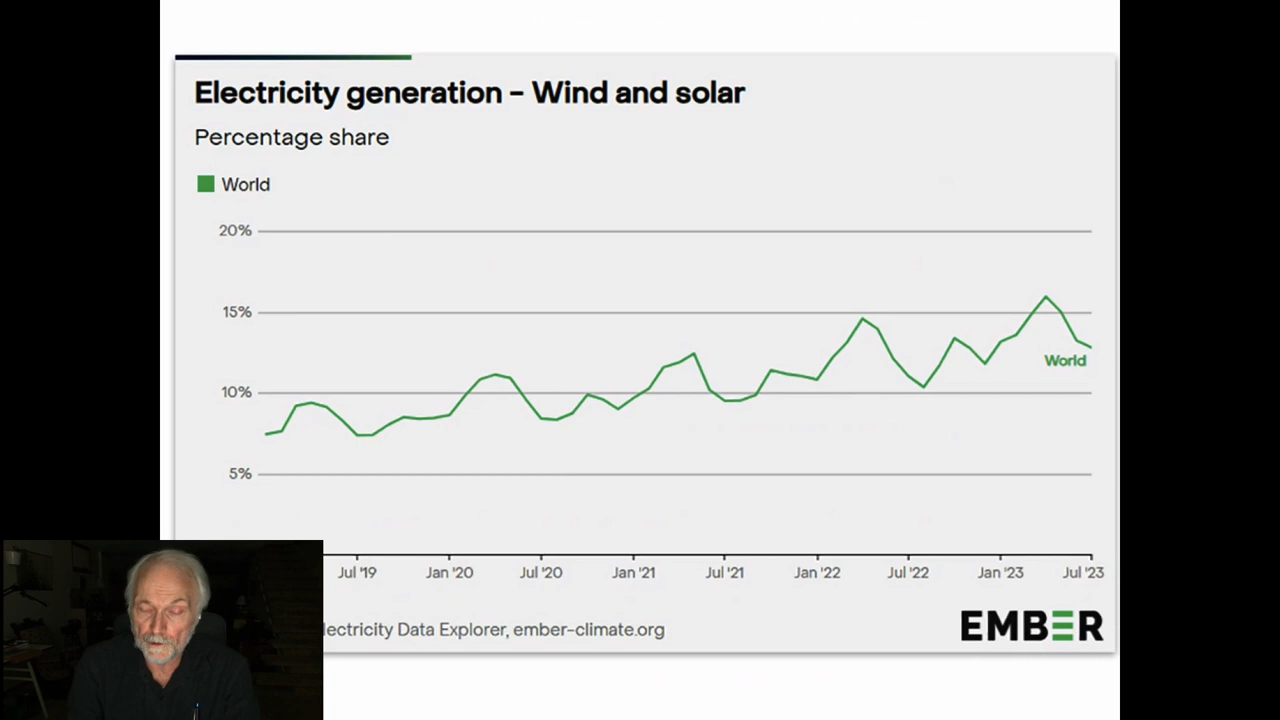 Electricity generation – Wind and solar
Percentage share
World
20%
15%
World
10%
5%
Jul '19 Jan '20 Jul '20 Jan '21 Jul '21 Jan '22 Jul '22 Jan '23 Jul '23
lectricity Data Explorer, ember-climate.org
EMBER